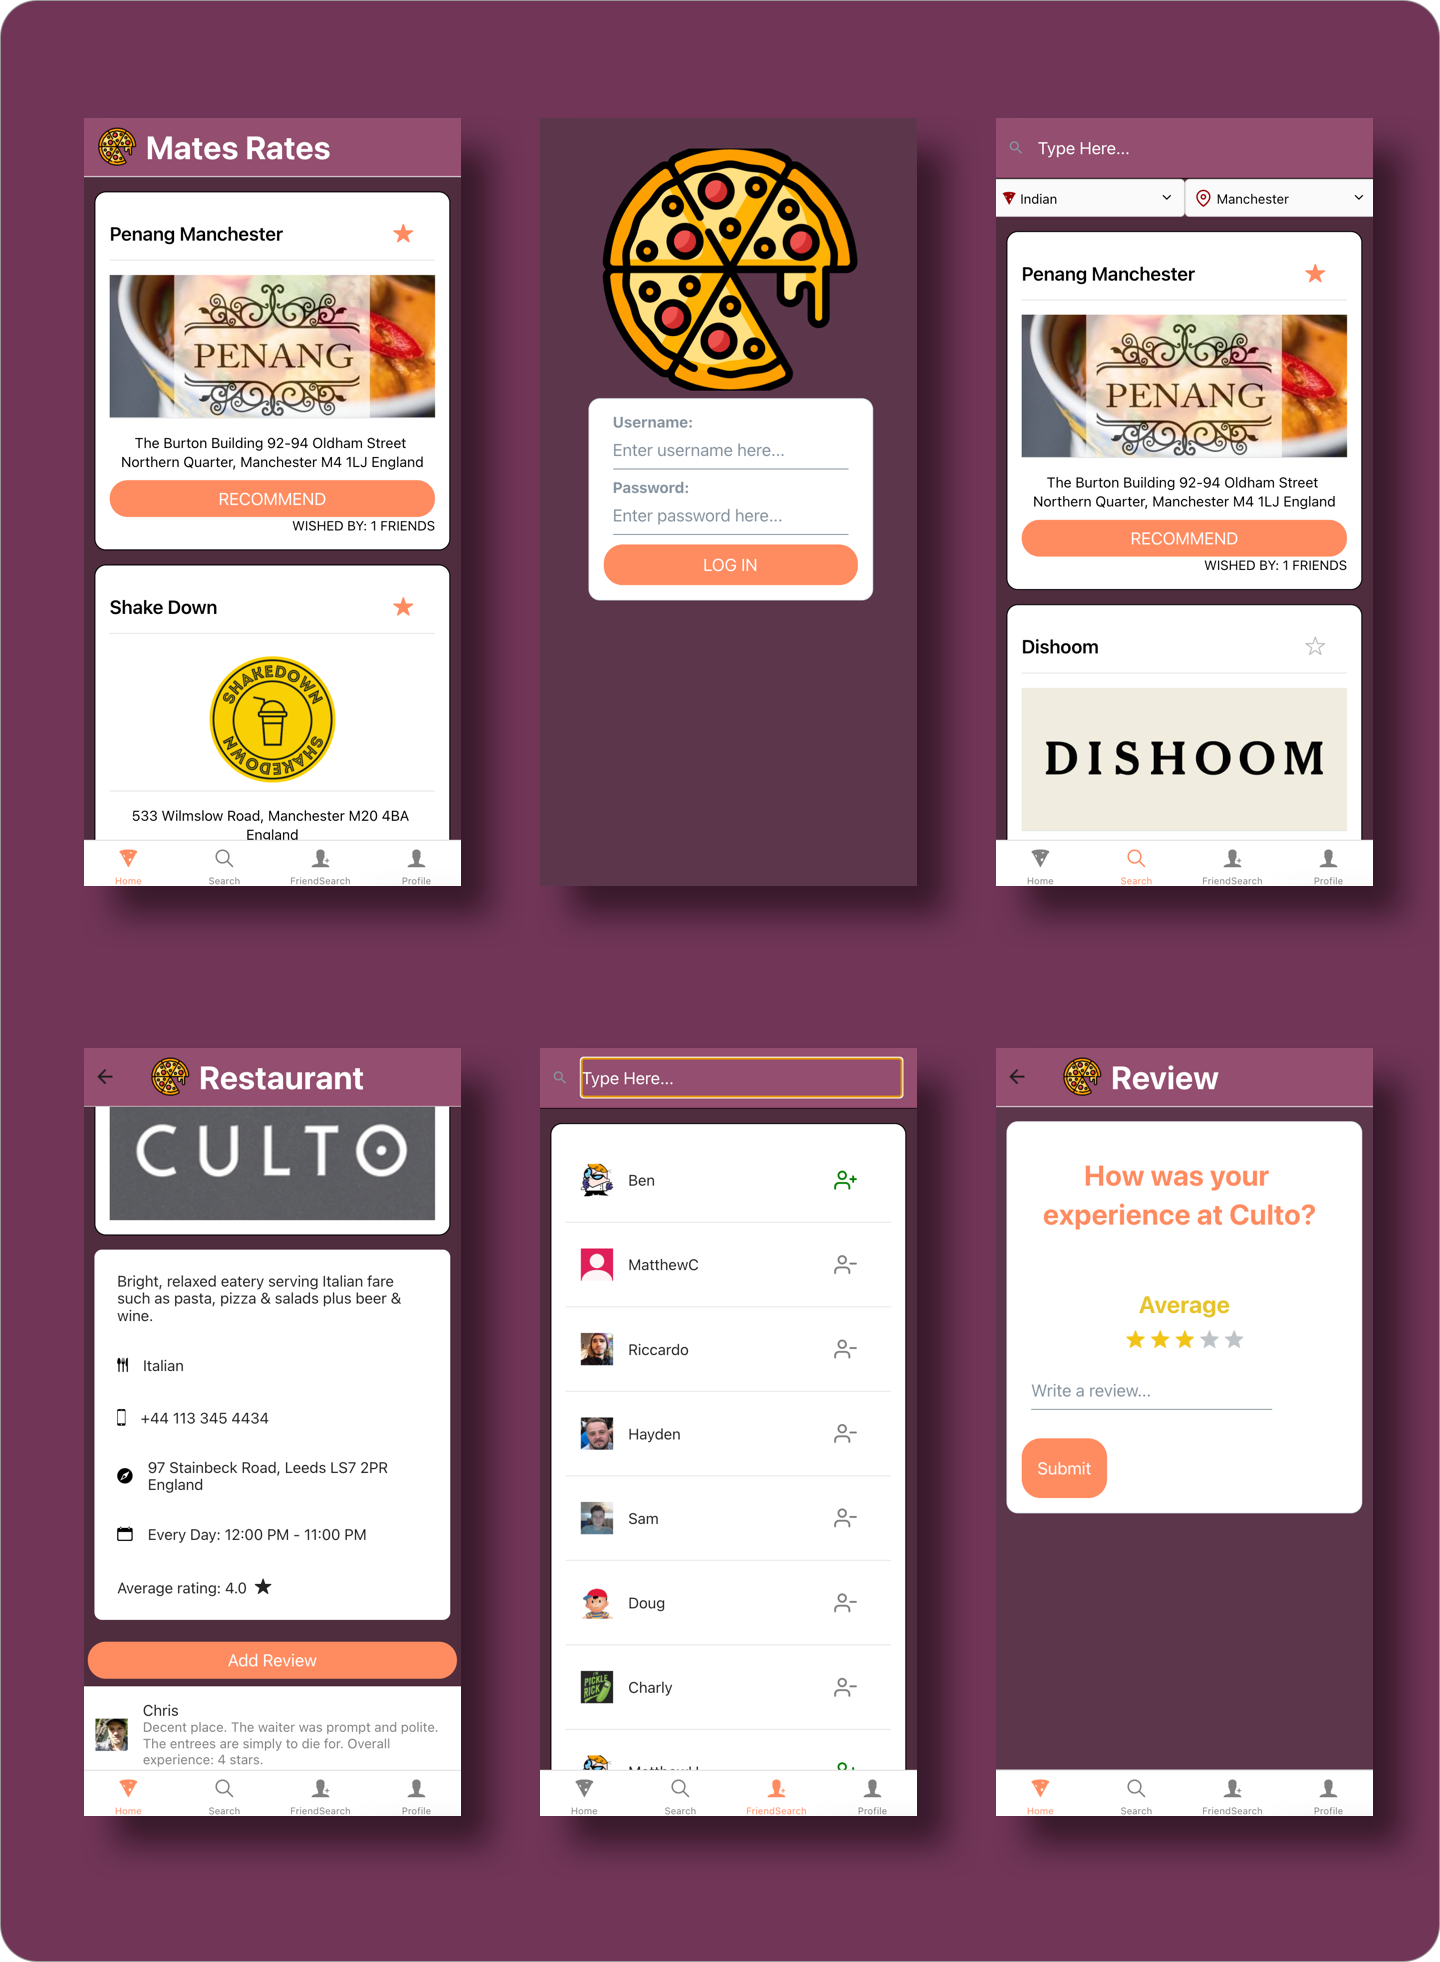 Mates Rates
Penang Manchester
PENANG
The Burton Building 92-94 Oldham Street
Northern Quarter, Manchester M4 1LJ England
RECOMMEND
WISHED BY: 1 FRIENDS
Shake Down
SHAKEDOWN
SHAKEDOWN
533 Wilmslow Road, Manchester M20 4BA
England
Home
Search
FriendSearch
Profile
Username:
Enter username here...
Password:
Enter password here...
LOG IN
Type Here...
Indian
Manchester
Penang Manchester
PENANG
The Burton Building 92-94 Oldham Street
Northern Quarter, Manchester M4 1LJ England
RECOMMEND
WISHED BY: 1 FRIENDS
Dishoom
DISHOOM
Home
Search
FriendSearch
Profile
Restaurant
CULTO
Bright, relaxed eatery serving Italian fare
such as pasta, pizza & salads plus beer &
wine.
Italian
+44 113 345 4434
97 Stainbeck Road, Leeds LS7 2PR
England
Every Day: 12:00 PM - 11:00 PM
Average rating: 4.0
Add Review
Chris
Decent place. The waiter was prompt and polite.
The entrees are simply to die for. Overall
experience: 4 stars.
Home
Search
FriendSearch
Profile
Type Here...
Ben
MatthewC
Riccardo
Hayden
Sam
Doug
PICKLE
RICK
Charly
Home
Search
FriendSearch
Profile
Review
How was your
experience at Culto?
Average
Write a review...
Submit
Home
Search
FriendSearch
Profile